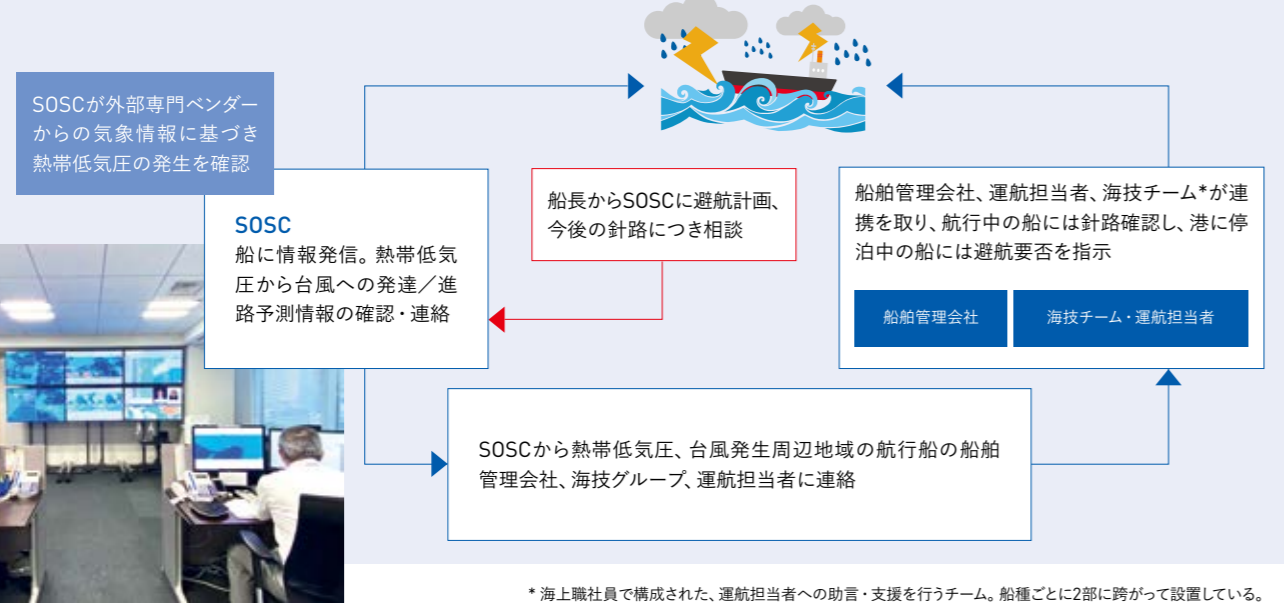 SOSCが外部専門ベンダー
からの気象情報に基づき
熱帯低気圧の発生を確認
SOSC
船に情報発信。熱帯低気
圧から台風への発達／進
路予測情報の確認・連絡
船長からSOSCに避航計画、
今後の針路につき相談
船舶管理会社、運航担当者、海技チーム*が連
携を取り、航行中の船には針路確認し、港に停
泊中の船には避航要否を指示
船舶管理会社
海技チーム・運航担当者
SOSCから熱帯低気圧、台風発生周辺地域の航行船の船舶
管理会社、海技グループ、運航担当者に連絡
* 海上職社員で構成された、運航担当者への助言・支援を行うチーム。船種ごとに2部に跨がって設置している。